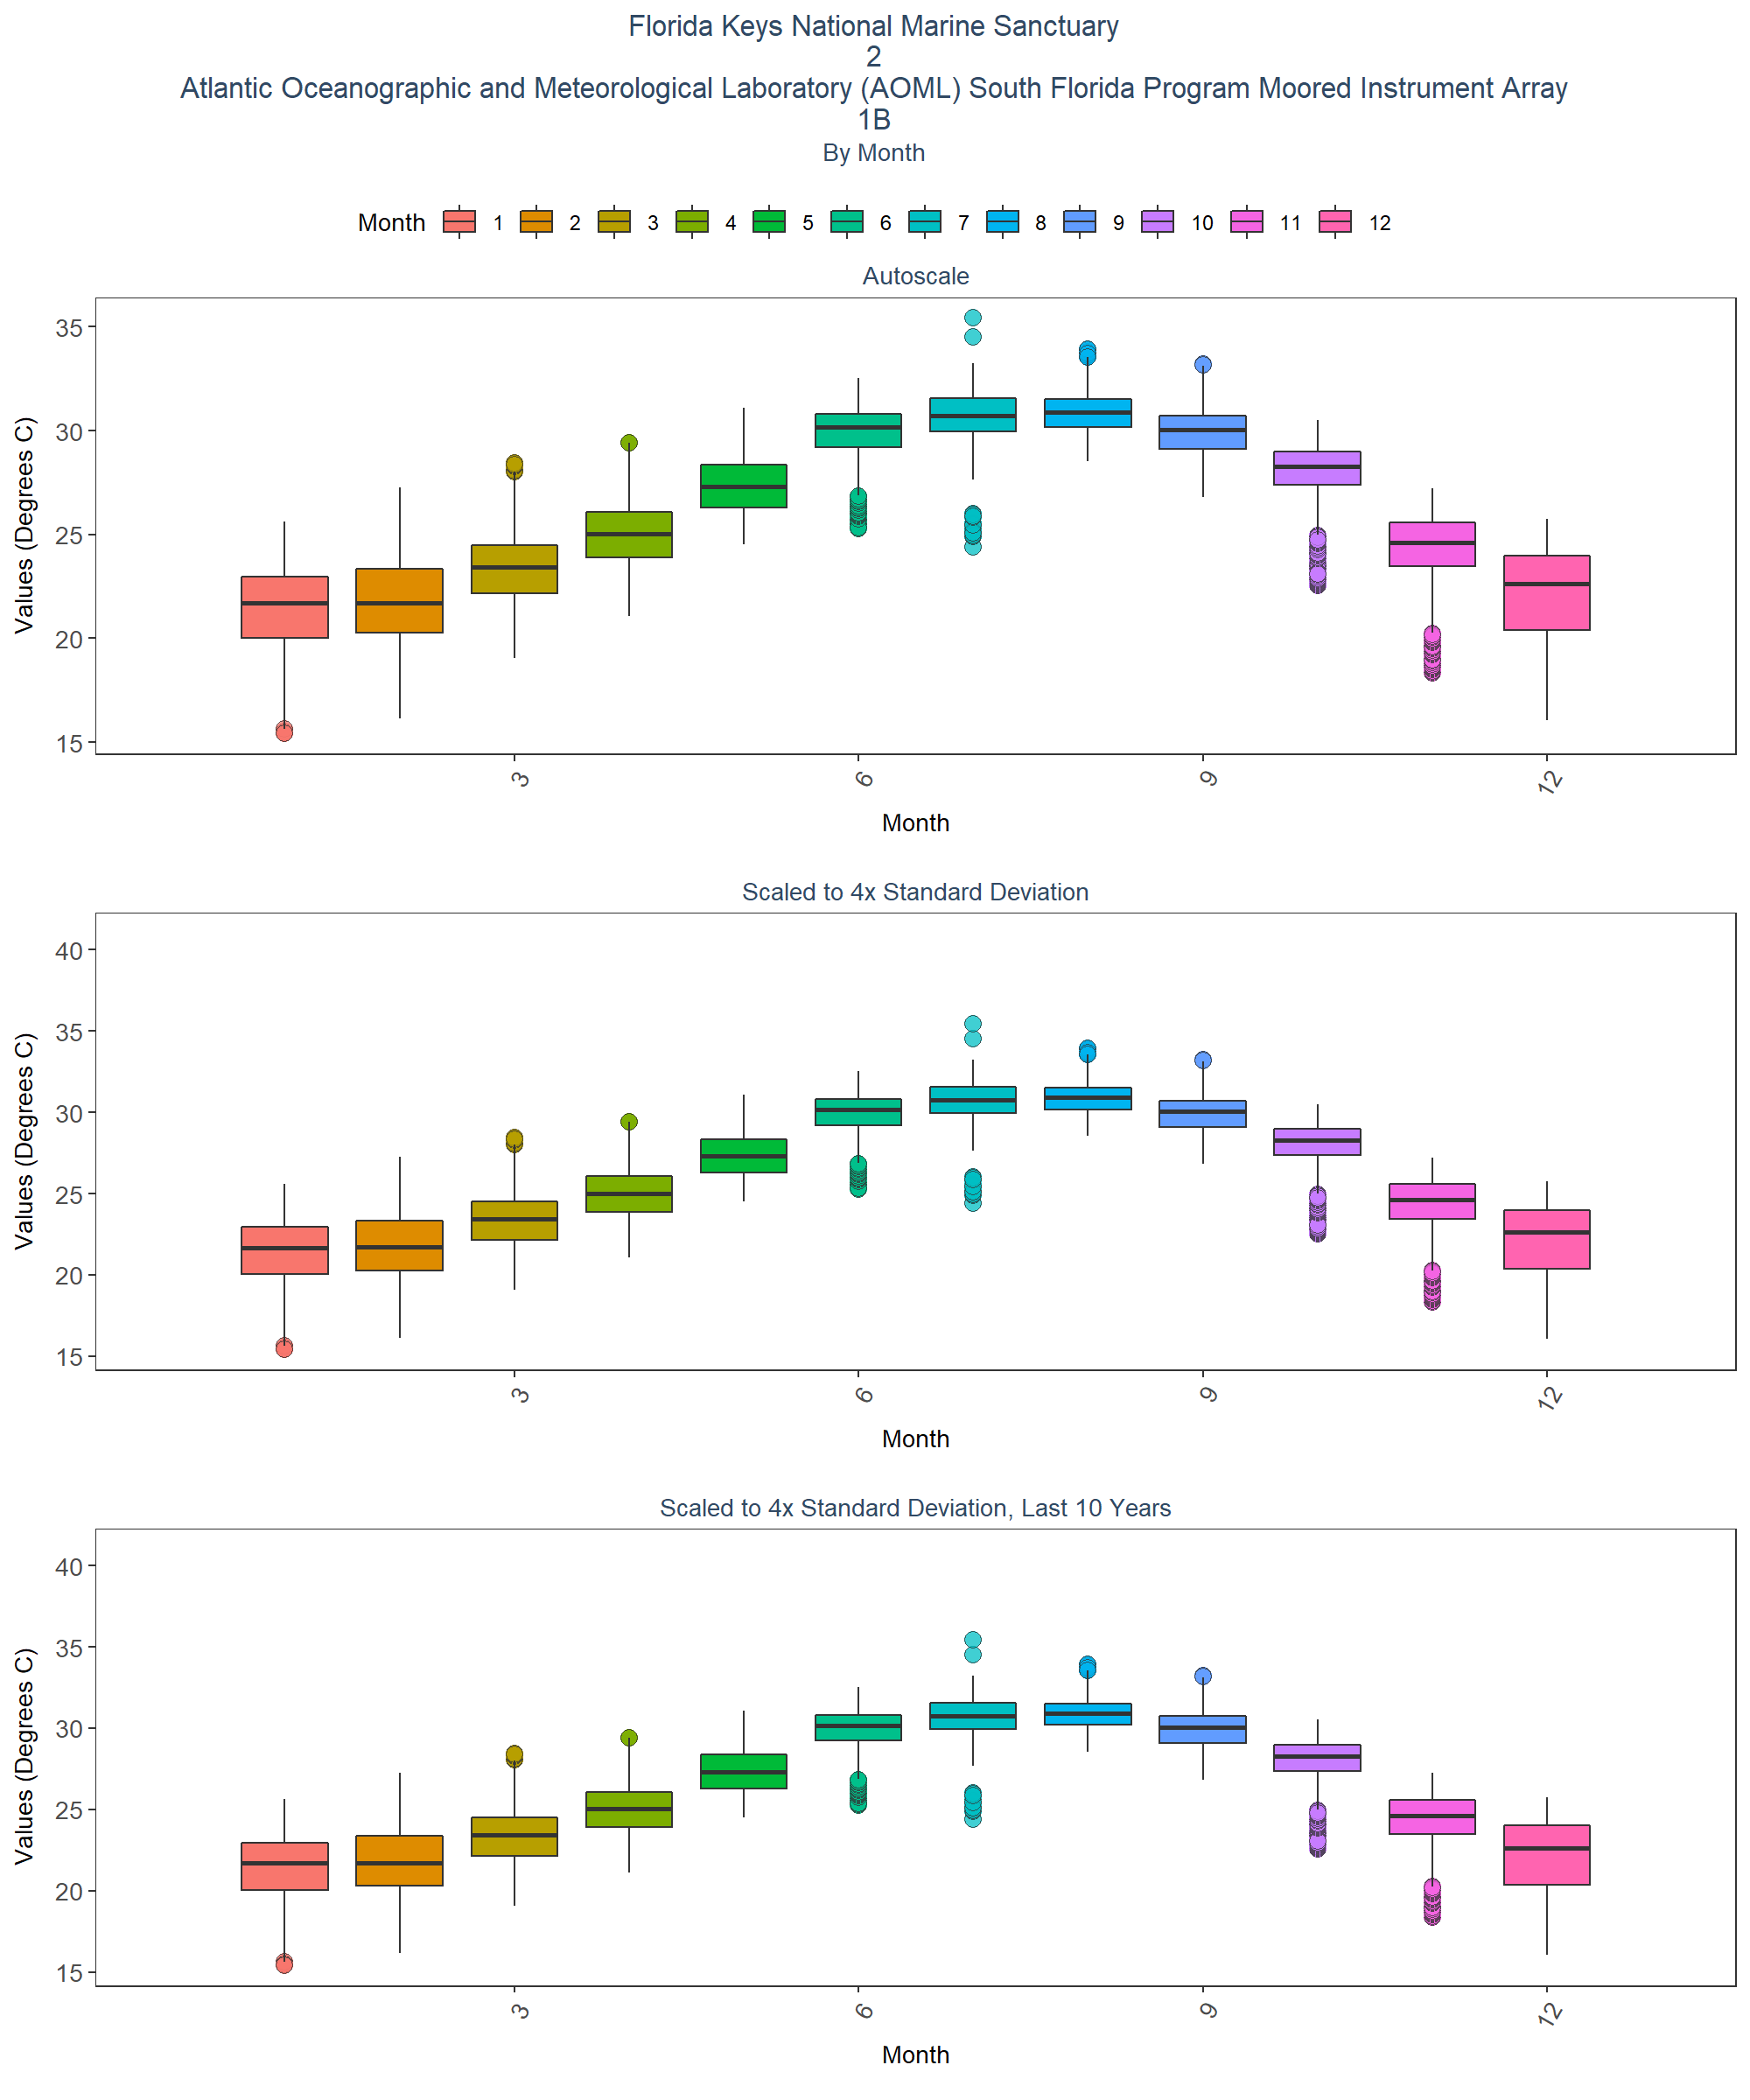 Florida Keys National Marine Sanctuary
2
Atlantic Oceanographic and Meteorological Laboratory (AOML) South Florida Program Moored Instrument Array
1B
By Month
Month 1 2 3 4 5 6 7 8 9 10 11 12
Autoscale
Values (Degrees C)
35
30
25
20
15
3 6 9 12
Month
Scaled to 4x Standard Deviation
Values (Degrees C)
40
35
30
25
20
15
3 6 9 12
Month
Scaled to 4x Standard Deviation, Last 10 Years
Values (Degrees C)
40
35
30
25
20
15
3 6 9 12
Month